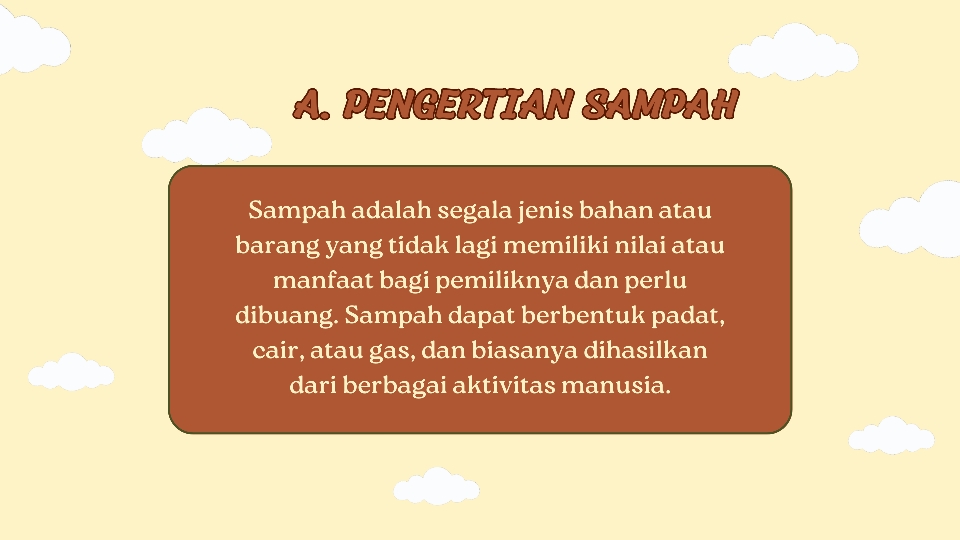 A. PENGERTIAN SAMPAH
Sampah adalah segala jenis bahan atau
barang yang tidak lagi memiliki nilai atau
manfaat bagi pemiliknya dan perlu
dibuang. Sampah dapat berbentuk padat,
cair, atau gas, dan biasanya dihasilkan
dari berbagai aktivitas manusia.